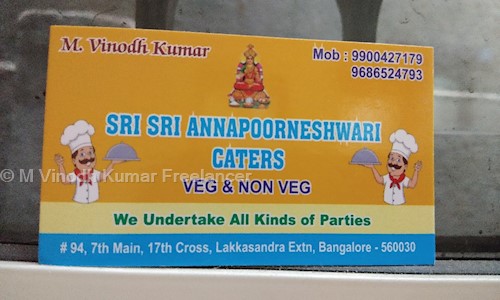 M. Vinodh Kumar
Mob : 9900427179
9686524793
SRI SRI ANNAPOORNESHWARI
CATERS
© M Vinodh Kumar Freelancer
VEG & NON VEG
We Undertake All Kinds of Parties
# 94, 7th Main, 17th Cross, Lakkasandra Extn, Bangalore - 560030